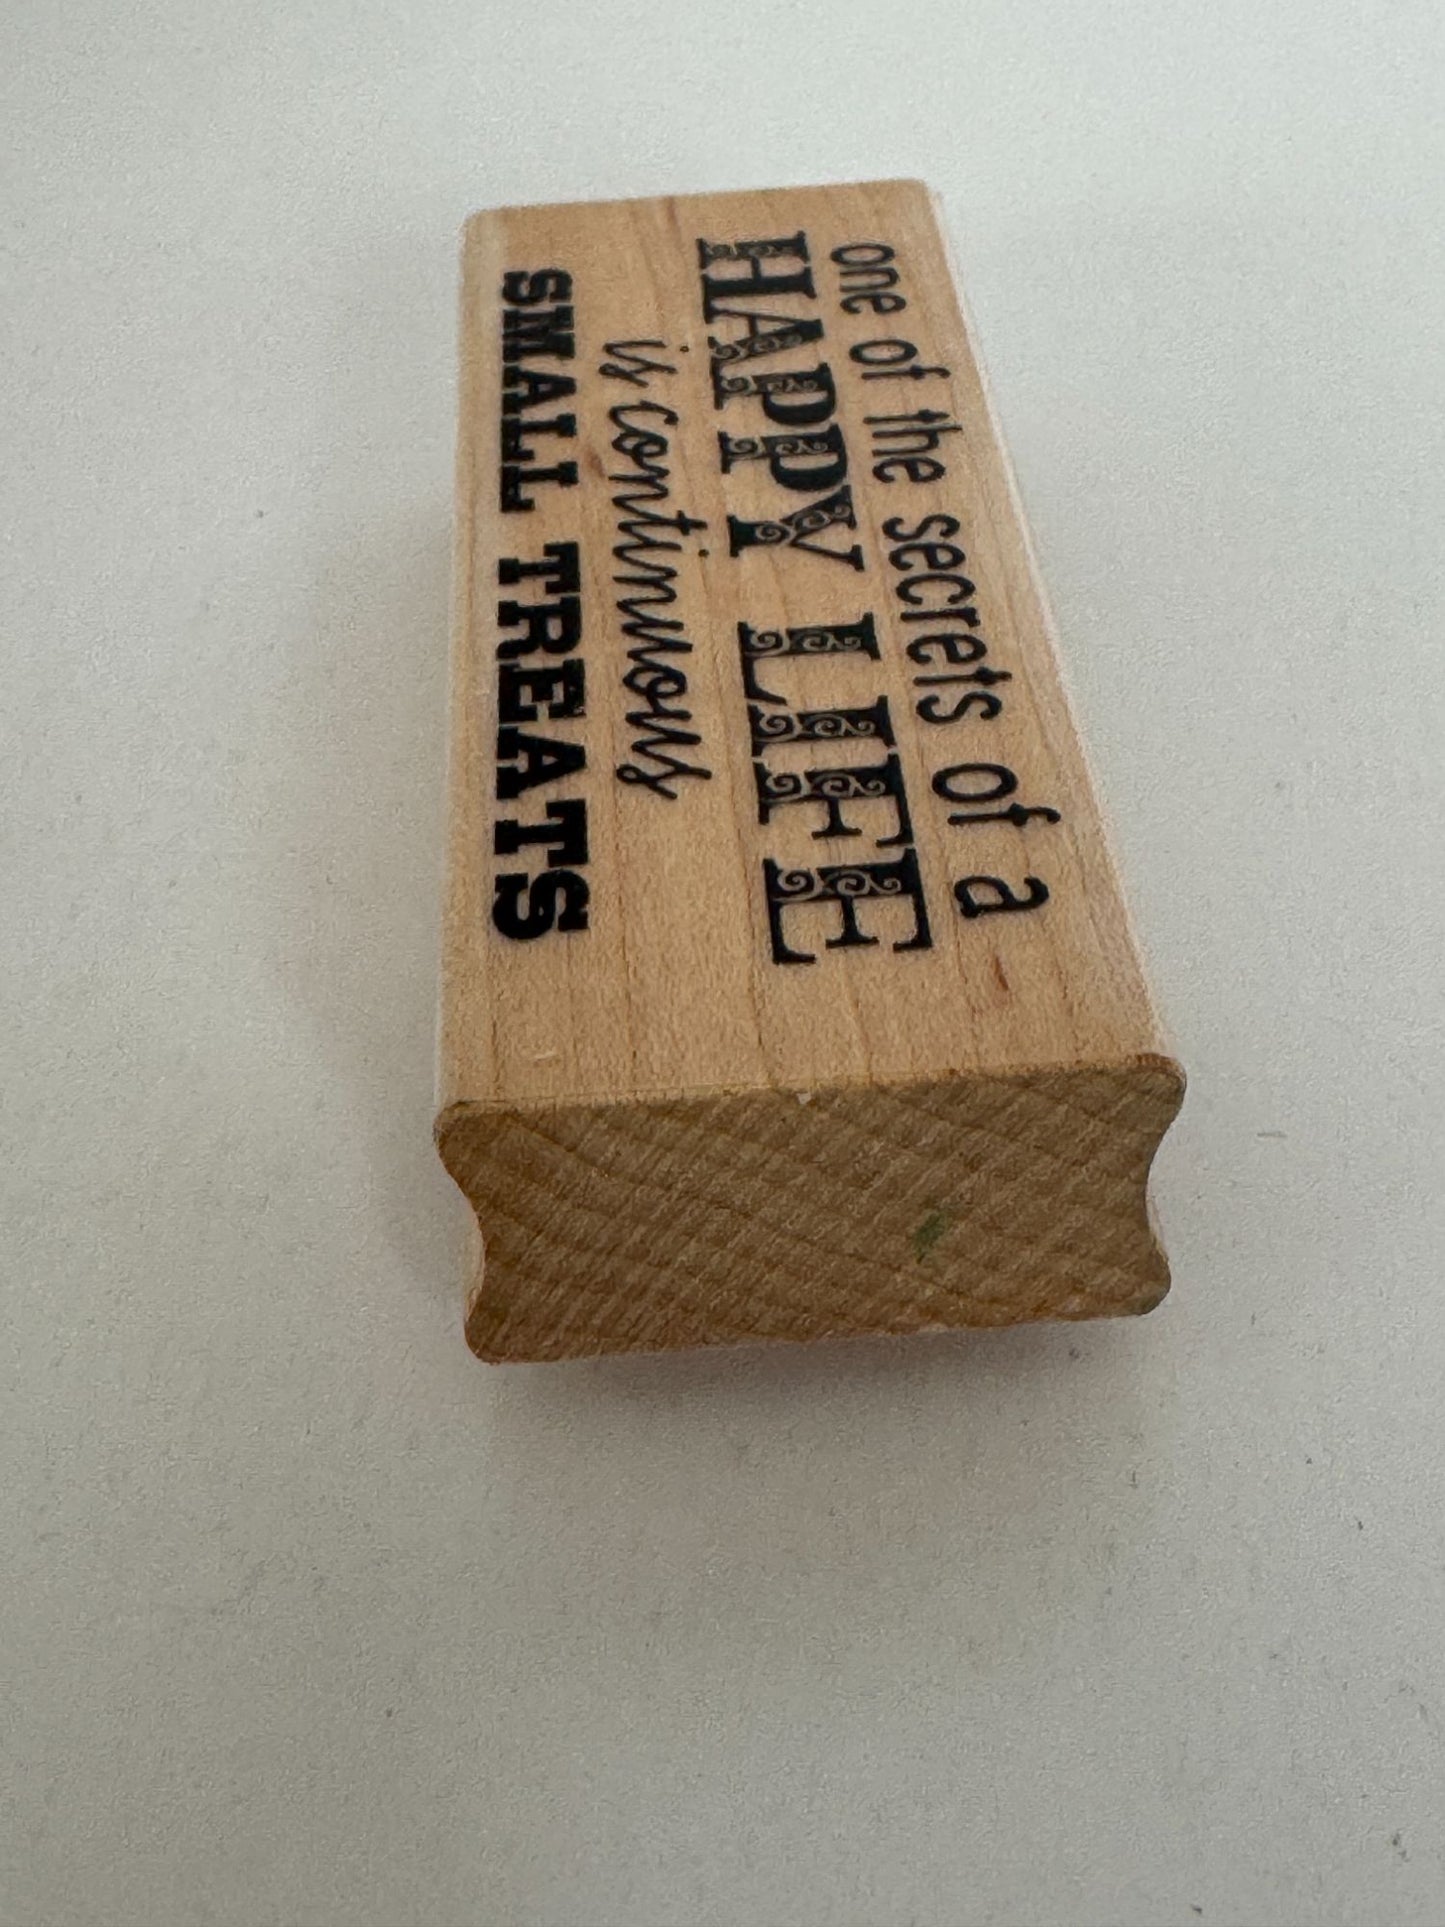 one of the secrets of a
HAPPY LIFE
is continuous
SMALL TREATS